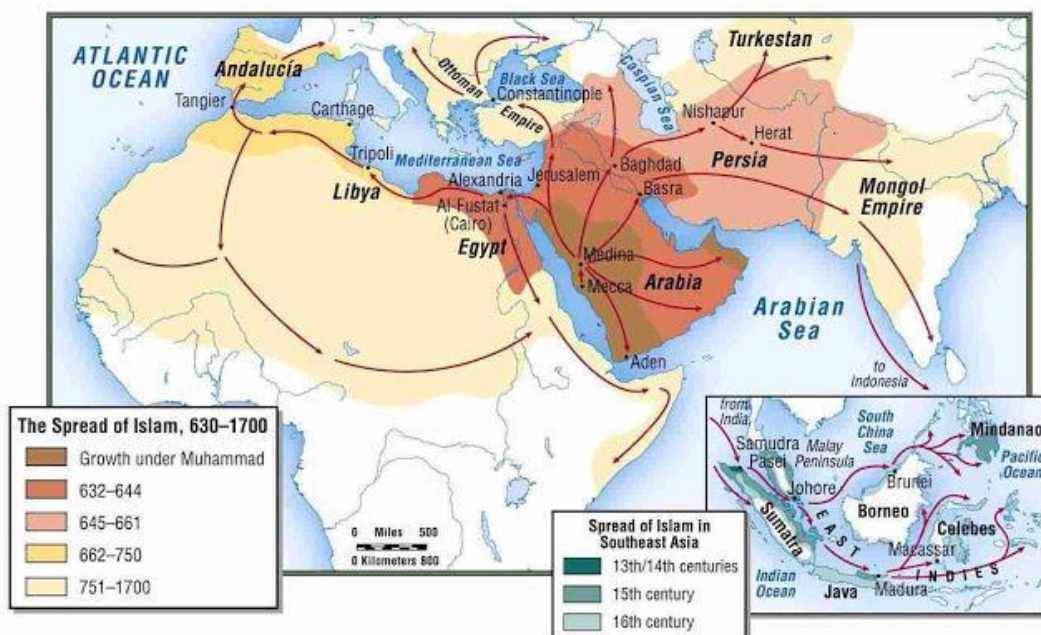 ATLANTIC
OCEAN
Andalucía
Tangier
Carthage
Tripoli
Mediterranean Sea
Libya
Alexandria
Al-Fustat
(Cairo)
Egypt
Ottoman
Empire
Black Sea
Constantinople
Caspian Sea
Turkestan
Nishapur
Herat
Persia
Baghdad
Jerusalem
Basra
Mongol
Empire
Medina
Mecca
Arabia
Aden
Arabian
Sea
to
Indonesia
The Spread of Islam, 630–1700
Growth under Muhammad
632–644
645–661
662–750
751–1700
0 Miles 500
0 Kilometers 800
Spread of Islam in
Southeast Asia
13th/14th centuries
15th century
16th century
from
India
Samudra
Pasei
Malay
Peninsula
South
China
Sea
Mindanao
Pacific
Ocean
Johore
Brunei
Borneo
Sumatra
EAST
INDIES
Celebes
Macassar
Indian
Ocean
Java
Madura